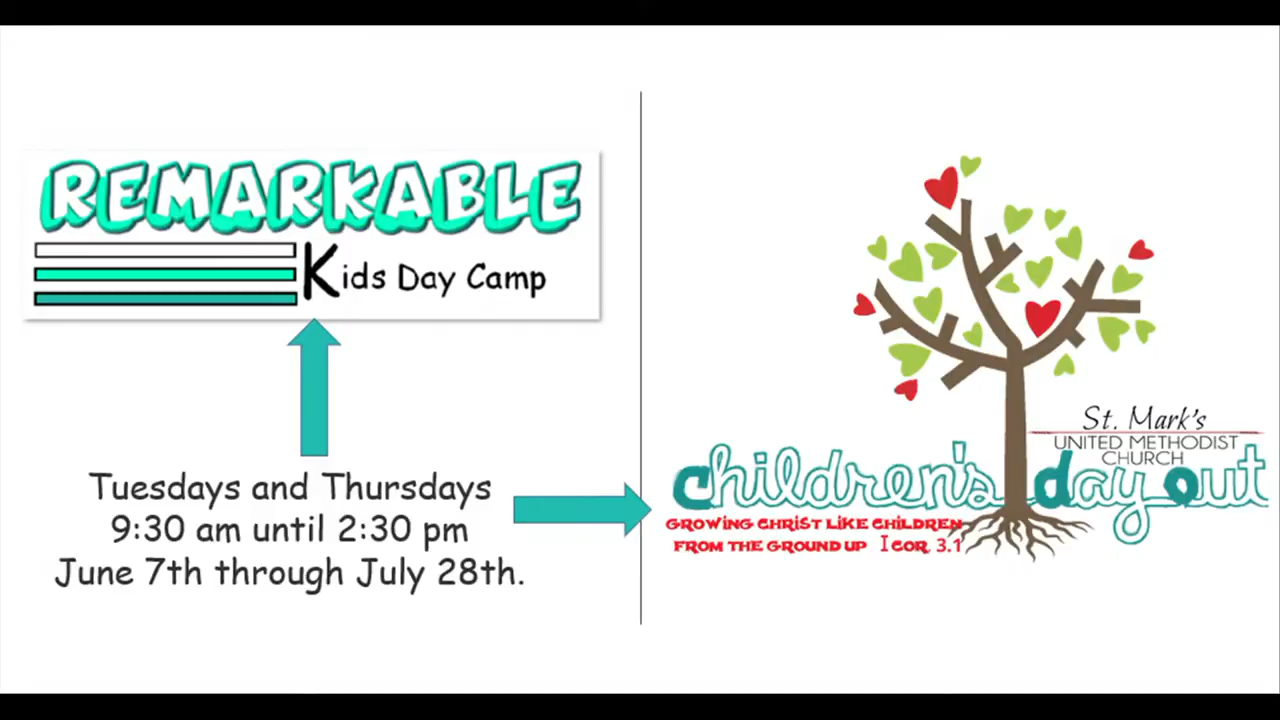 REMARKABLE
Kids Day Camp
Tuesdays and Thursdays
9:30 am until 2:30 pm
June 7th through July 28th.
St. Mark's
UNITED METHODIST
CHURCH
children's day out
GROWING CHRIST LIKE CHILDREN
FROM THE GROUND UP I COR. 3.1